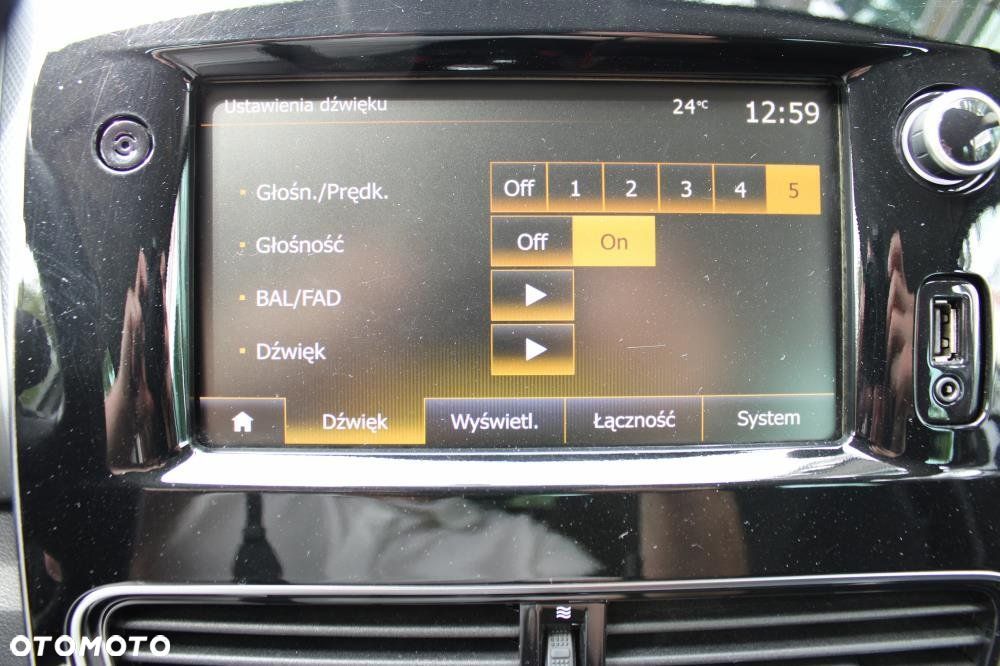 Ustawienia dźwięku 24°C 12:59
Głośn./Prędk. Off 1 2 3 4 5
Głośność Off On
BAL/FAD
Dźwięk
Dźwięk Wyświetl. Łączność System
OTOMOTO